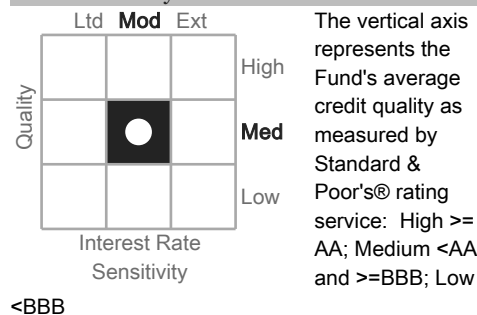 Ltd Mod Ext
High
Quality
Med
Low
Interest Rate
Sensitivity
The vertical axis
represents the
Fund's average
credit quality as
measured by
Standard &
Poor's® rating
service: High >=
AA; Medium <AA
and >=BBB; Low
<BBB